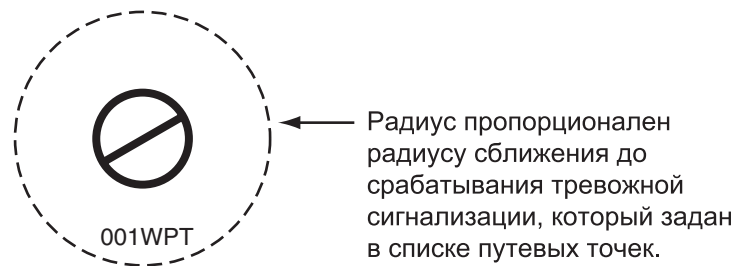 Радиус пропорционален
радиусу сближения до
срабатывания тревожной
сигнализации, который задан
в списке путевых точек.
001WPT